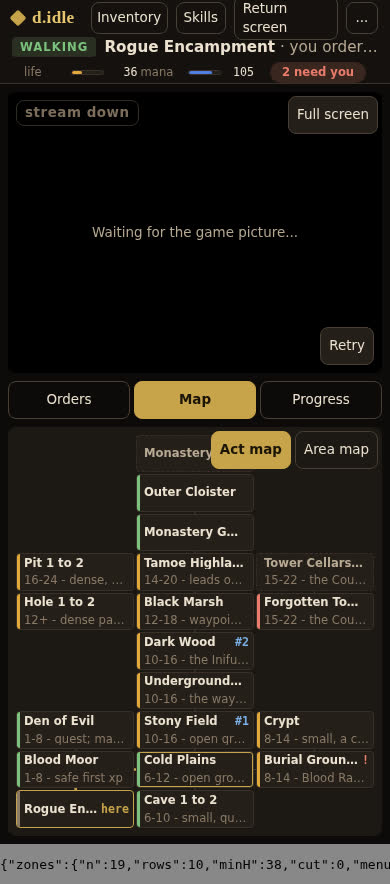 d.idle
Inventory
Skills
Return screen
...
WALKING Rogue Encampment · you order...
life 36 mana 105 2 need you
stream down
Full screen
Waiting for the game picture...
Retry
Orders Map Progress
Monastery
Act map
Area map
Outer Cloister
Monastery G...
Pit 1 to 2
16-24 - dense, ...
Tamoe Highla...
14-20 - leads o...
Tower Cellars...
15-22 - the Cou...
Hole 1 to 2
12+ - dense pa...
Black Marsh
12-18 - waypoi...
Forgotten To...
15-22 - the Cou...
Dark Wood #2
10-16 - the Inifu...
Underground...
10-16 - the way...
Den of Evil
1-8 - quest; ma...
Stony Field #1
10-16 - open gr...
Crypt
8-14 - small, a c...
Blood Moor
1-8 - safe first xp
Cold Plains
6-12 - open gro...
Burial Groun... !
8-14 - Blood Ra...
Rogue En... here
Cave 1 to 2
6-10 - small, qu...
{"zones":{"n":19,"rows":10,"minH":38,"cut":0,"menu